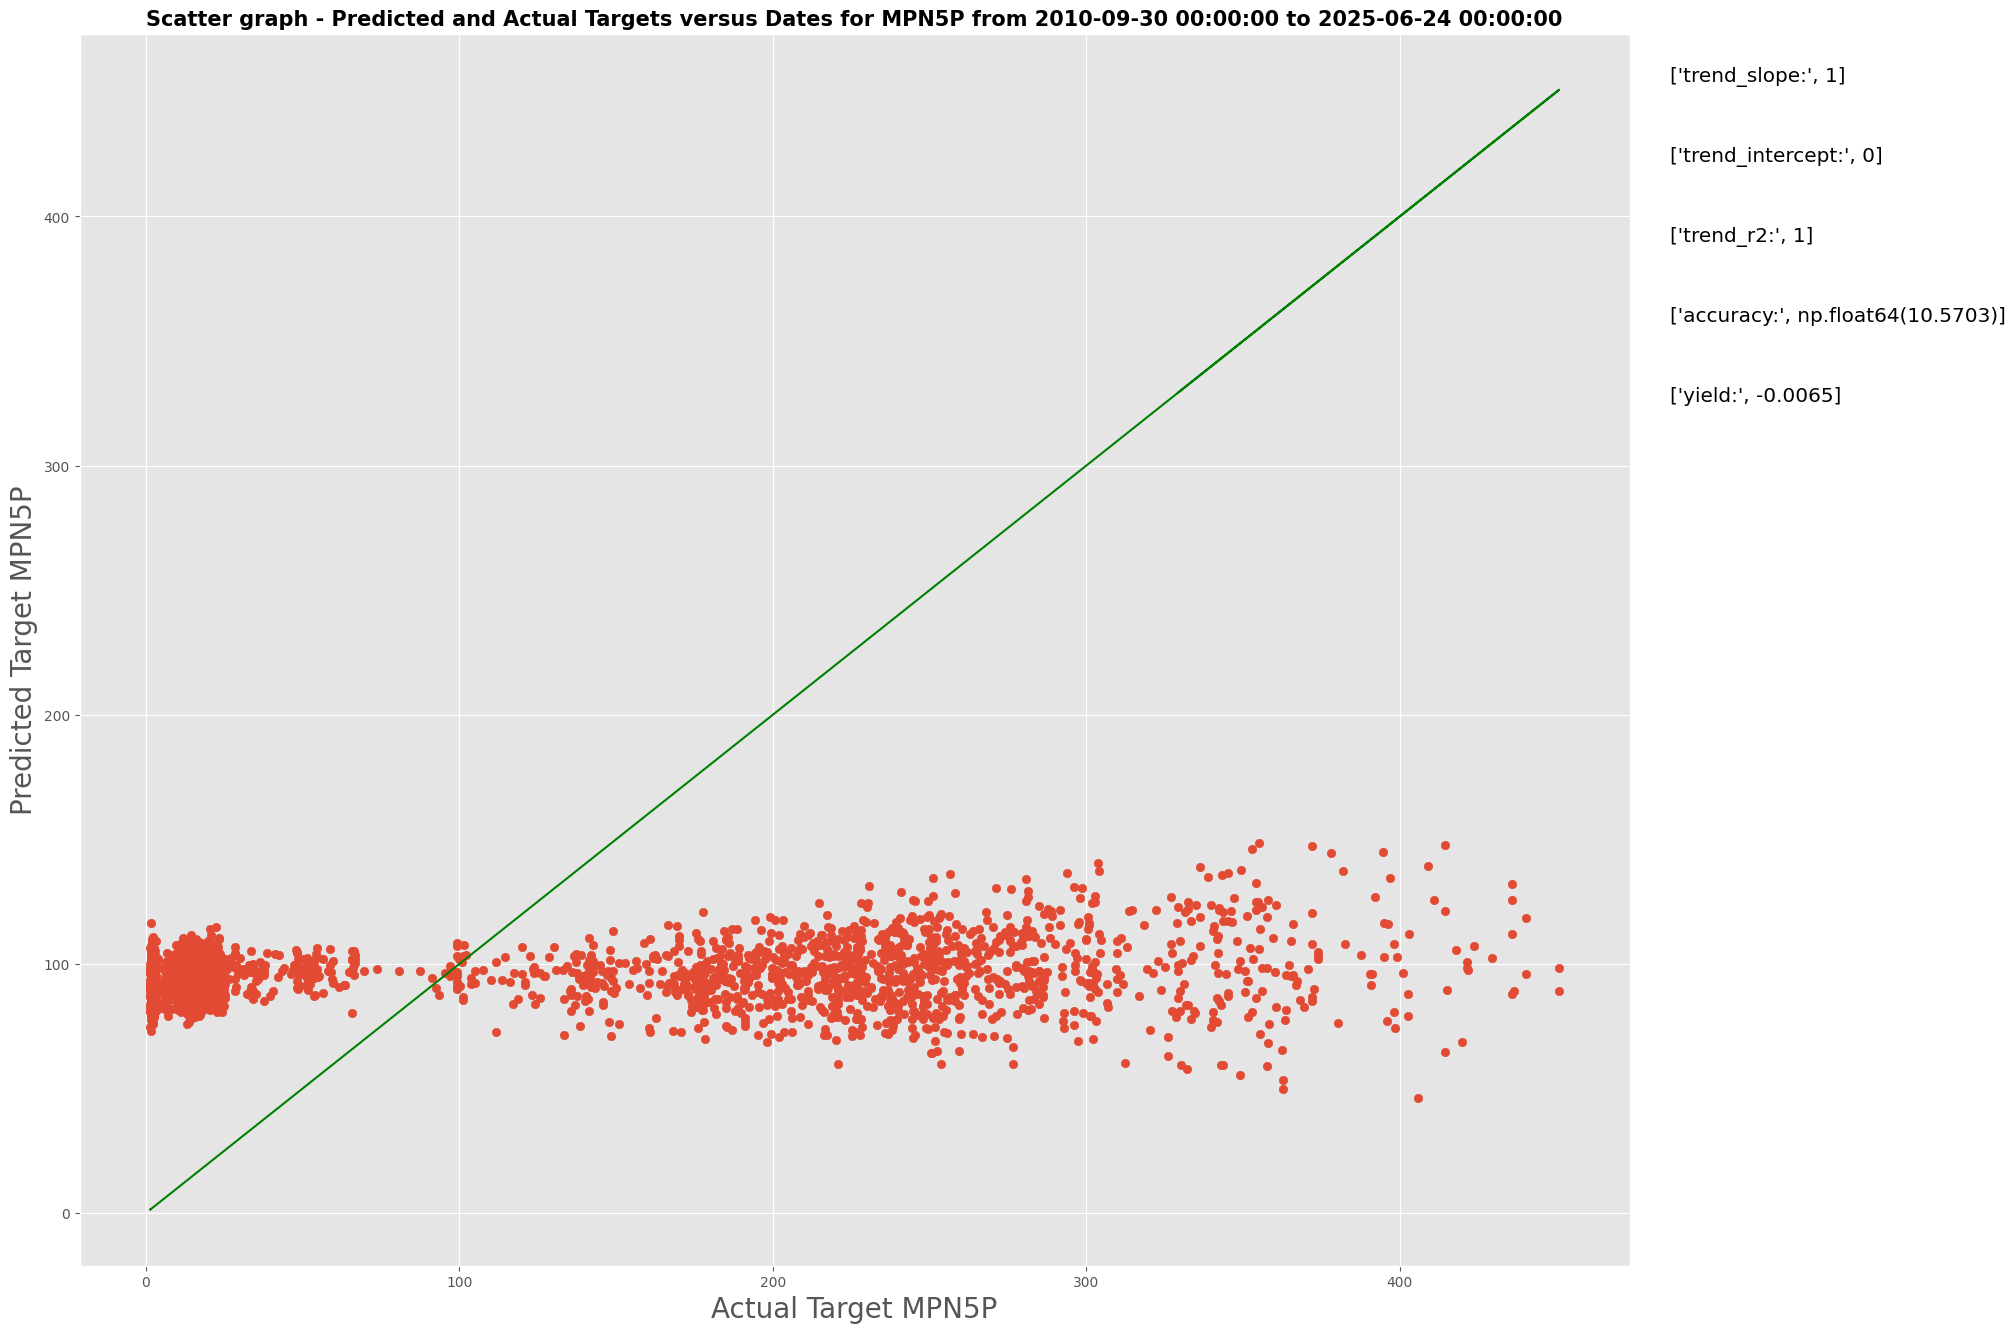 Scatter graph - Predicted and Actual Targets versus Dates for MPN5P from 2010-09-30 00:00:00 to 2025-06-24 00:00:00
['trend_slope:', 1]
['trend_intercept:', 0]
['trend_r2:', 1]
['accuracy:', np.float64(10.5703)]
['yield:', -0.0065]
Predicted Target MPN5P
400
300
200
100
0
0 100 200 300 400
Actual Target MPN5P